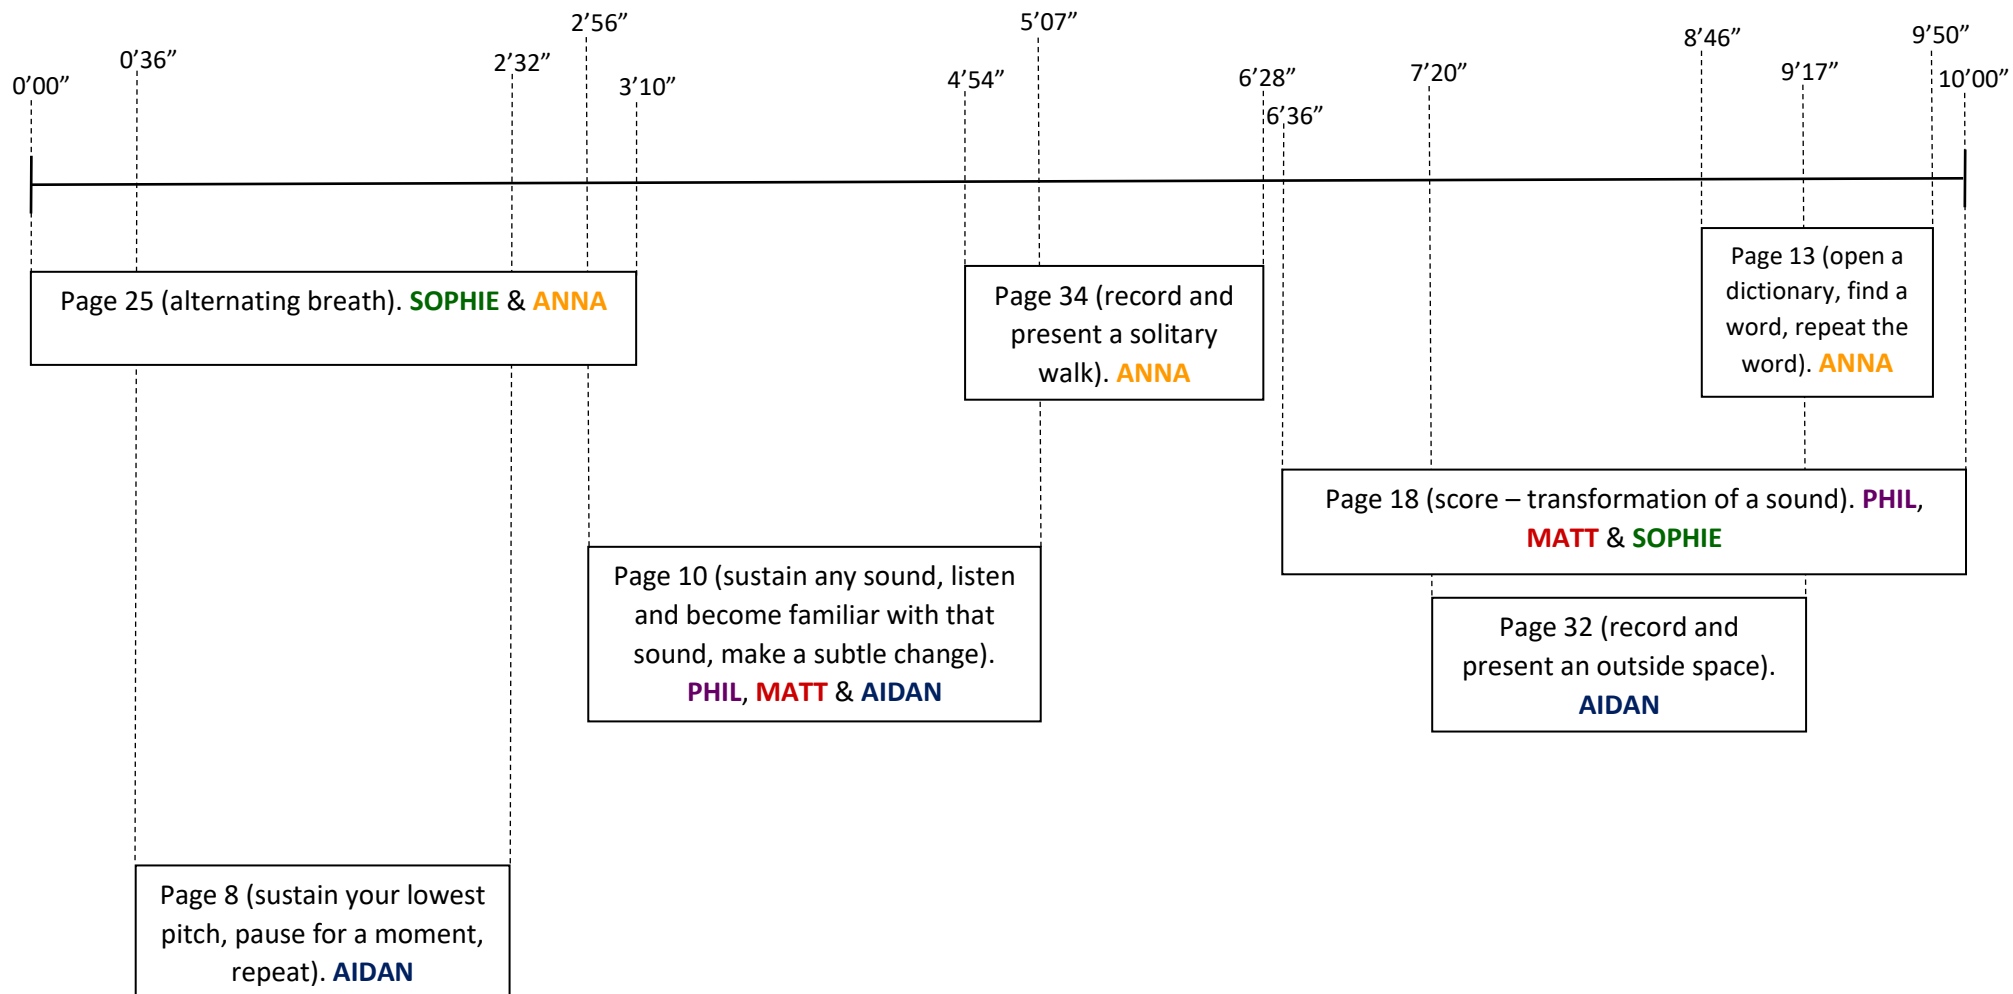 0’00”
0’36”
2’32”
2’56”
3’10”
4’54”
5’07”
6’28”
6’36”
7’20”
8’46”
9’17”
9’50”
10’00”
Page 25 (alternating breath). SOPHIE & ANNA
Page 34 (record and
present a solitary
walk). ANNA
Page 13 (open a
dictionary, find a
word, repeat the
word). ANNA
Page 18 (score – transformation of a sound). PHIL,
MATT & SOPHIE
Page 10 (sustain any sound, listen
and become familiar with that
sound, make a subtle change).
PHIL, MATT & AIDAN
Page 32 (record and
present an outside space).
AIDAN
Page 8 (sustain your lowest
pitch, pause for a moment,
repeat). AIDAN